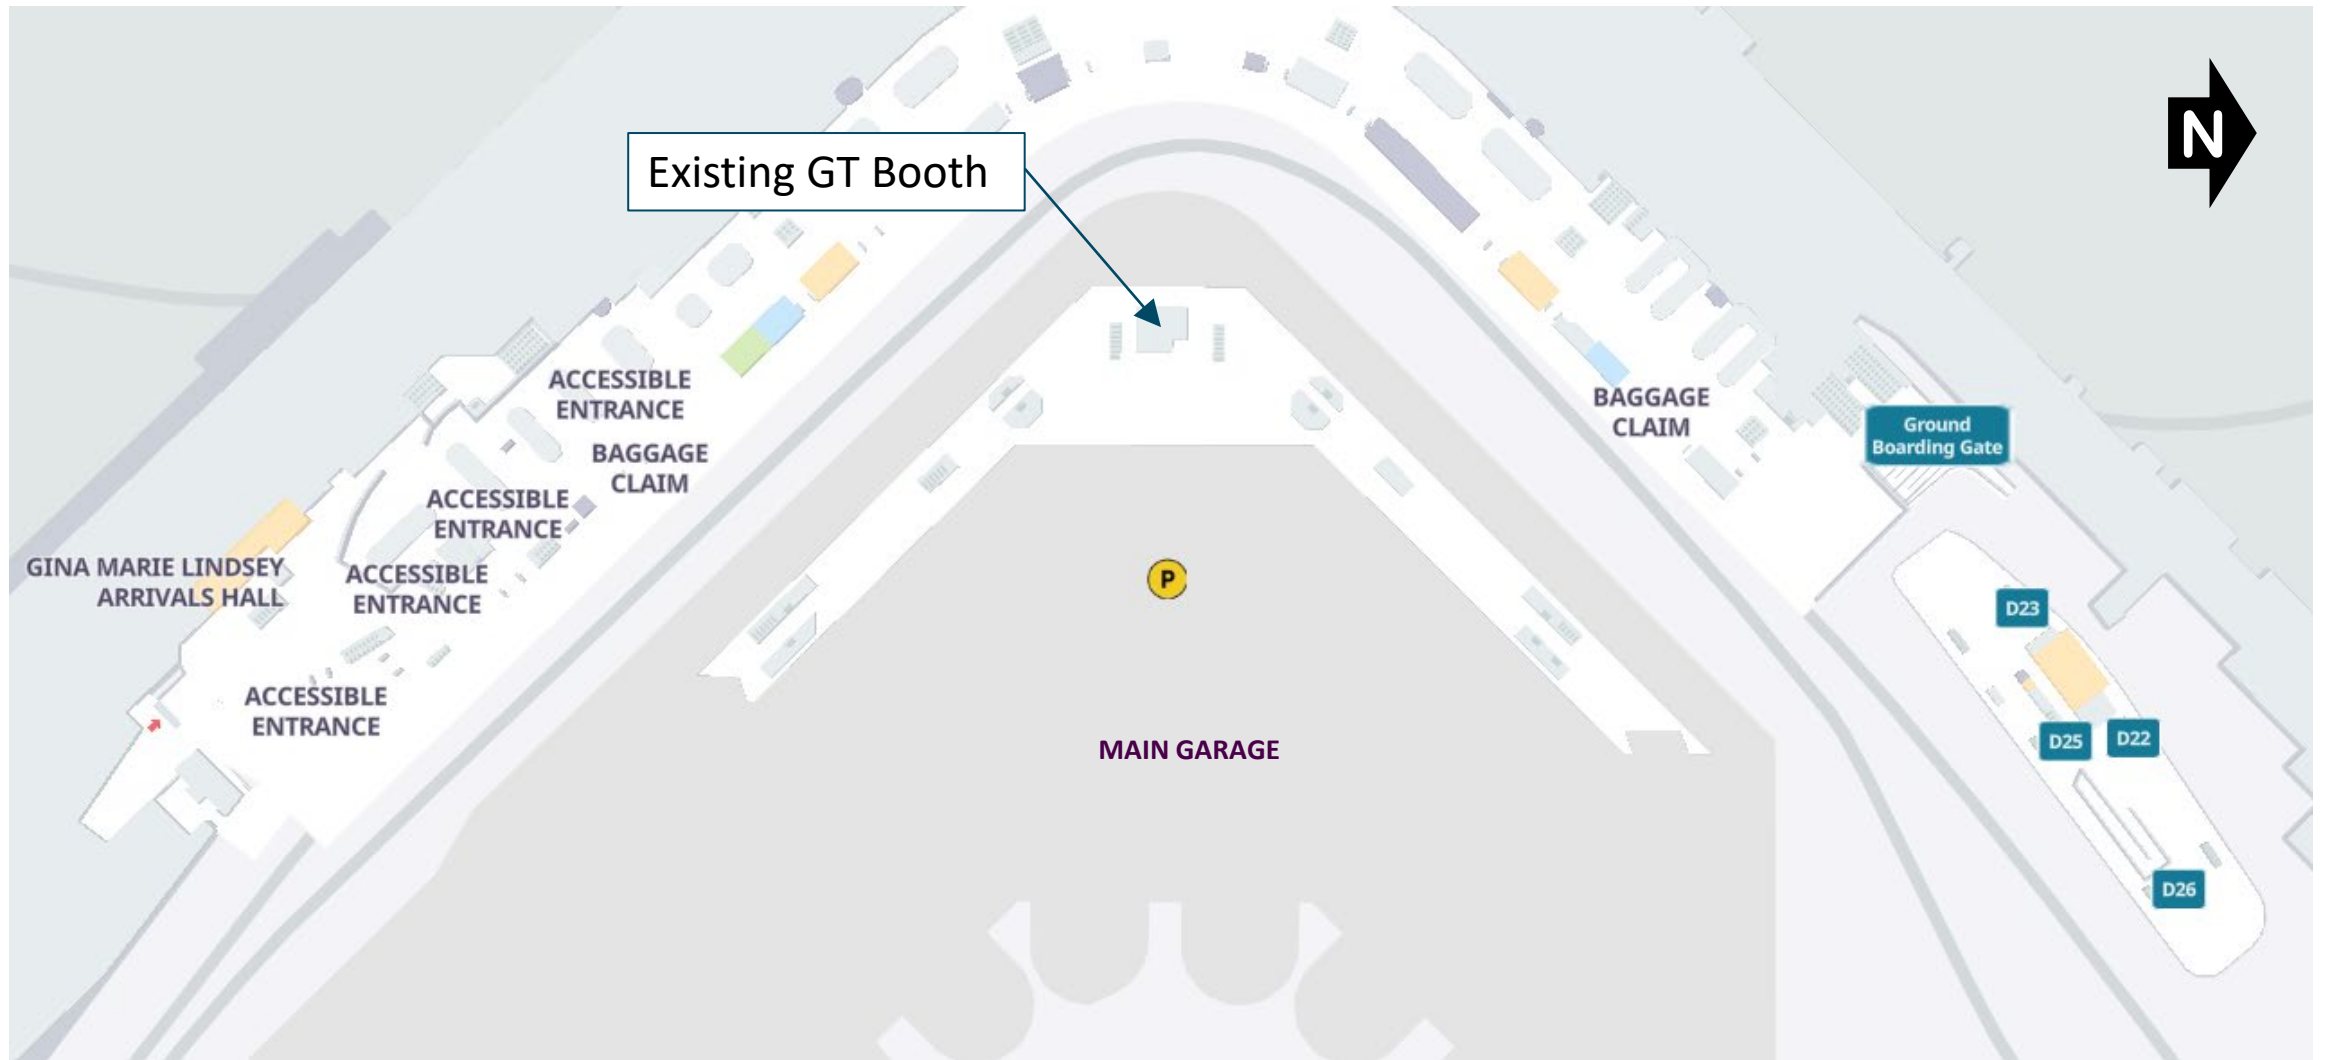 N
Existing GT Booth
ACCESSIBLE
ENTRANCE
BAGGAGE
CLAIM
BAGGAGE
CLAIM
Ground
Boarding Gate
ACCESSIBLE
ENTRANCE
GINA MARIE LINDSEY
ARRIVALS HALL
ACCESSIBLE
ENTRANCE
P
D23
ACCESSIBLE
ENTRANCE
MAIN GARAGE
D25
D22
D26